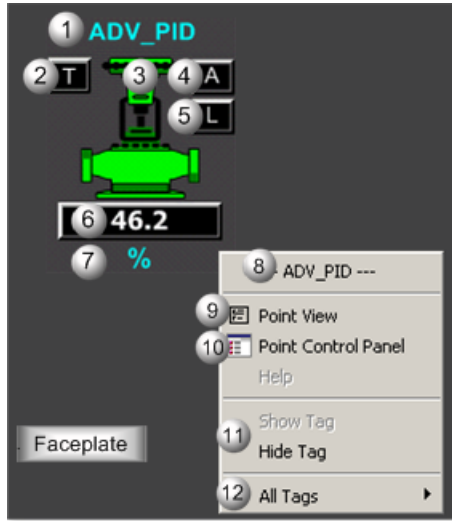 1 ADV_PID
2 T 3 4 A
5 L
6 46.2
7 %
8 - ADV_PID ---
9 Point View
10 Point Control Panel
Help
Show Tag
11
Hide Tag
12 All Tags
Faceplate